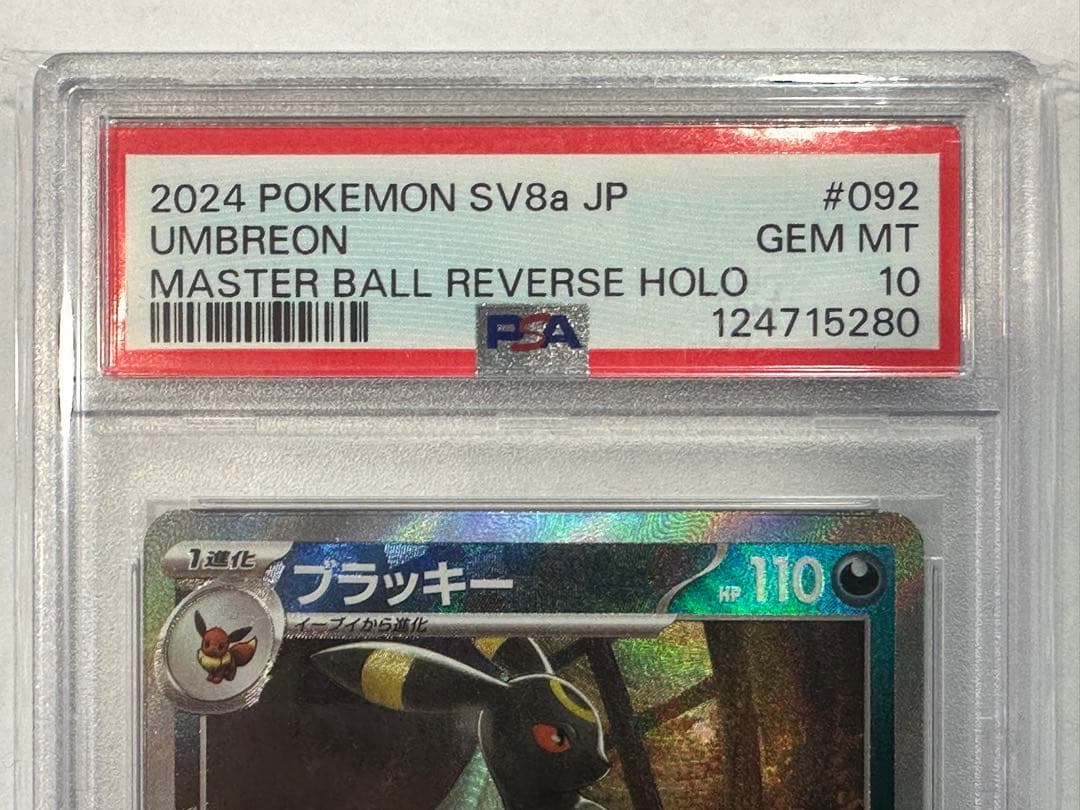 2024 POKEMON SV8a JP #092
UMBREON GEM MT
MASTER BALL REVERSE HOLO 10
PSA 124715280
1進化 ブラッキー HP 110
イーブイから進化